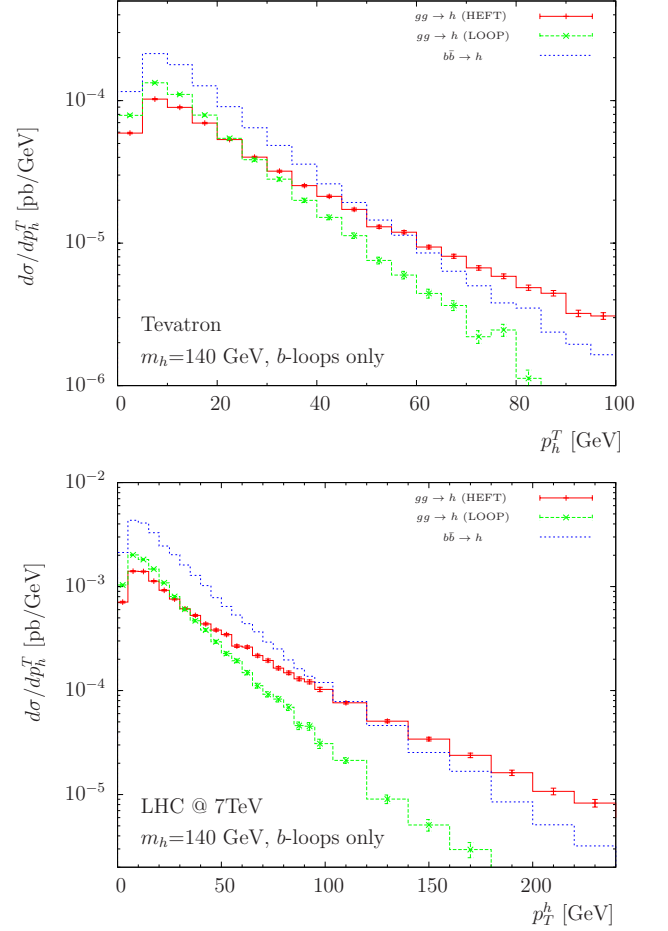 gg → h (HEFT)
gg → h (LOOP)
bb̄ → h
10⁻⁴
10⁻⁵
10⁻⁶
dσ/dp_h^T [pb/GeV]
Tevatron
m_h=140 GeV, b-loops only
0 20 40 60 80 100
p_h^T [GeV]
gg → h (HEFT)
gg → h (LOOP)
bb̄ → h
10⁻²
10⁻³
10⁻⁴
10⁻⁵
dσ/dp_h^T [pb/GeV]
LHC @ 7TeV
m_h=140 GeV, b-loops only
0 50 100 150 200
p_T^h [GeV]